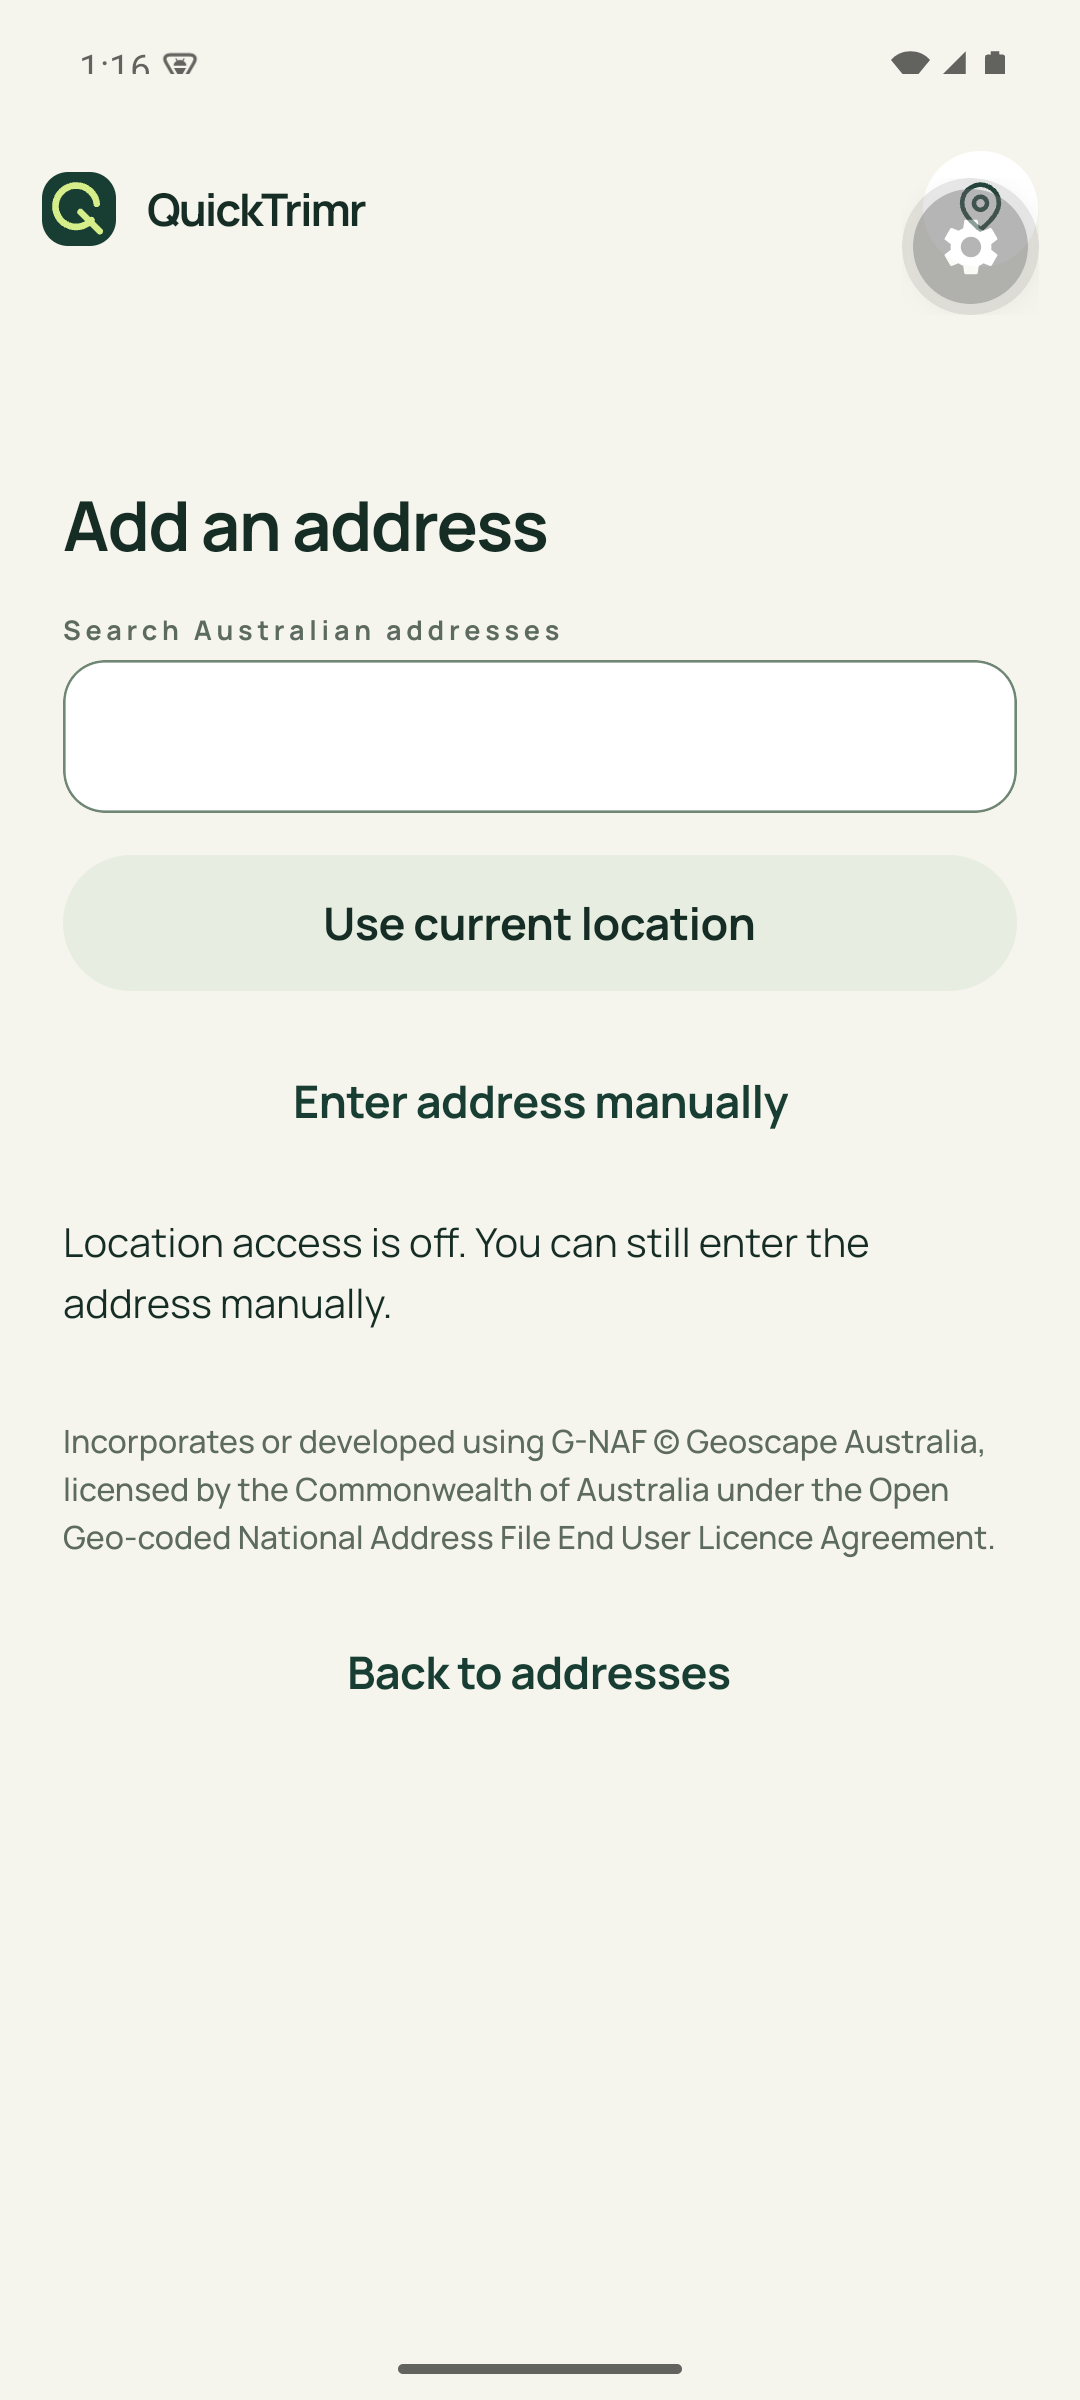 1:16
QuickTrimr
Add an address
Search Australian addresses
Use current location
Enter address manually
Location access is off. You can still enter the
address manually.
Incorporates or developed using G-NAF © Geoscape Australia,
licensed by the Commonwealth of Australia under the Open
Geo-coded National Address File End User Licence Agreement.
Back to addresses